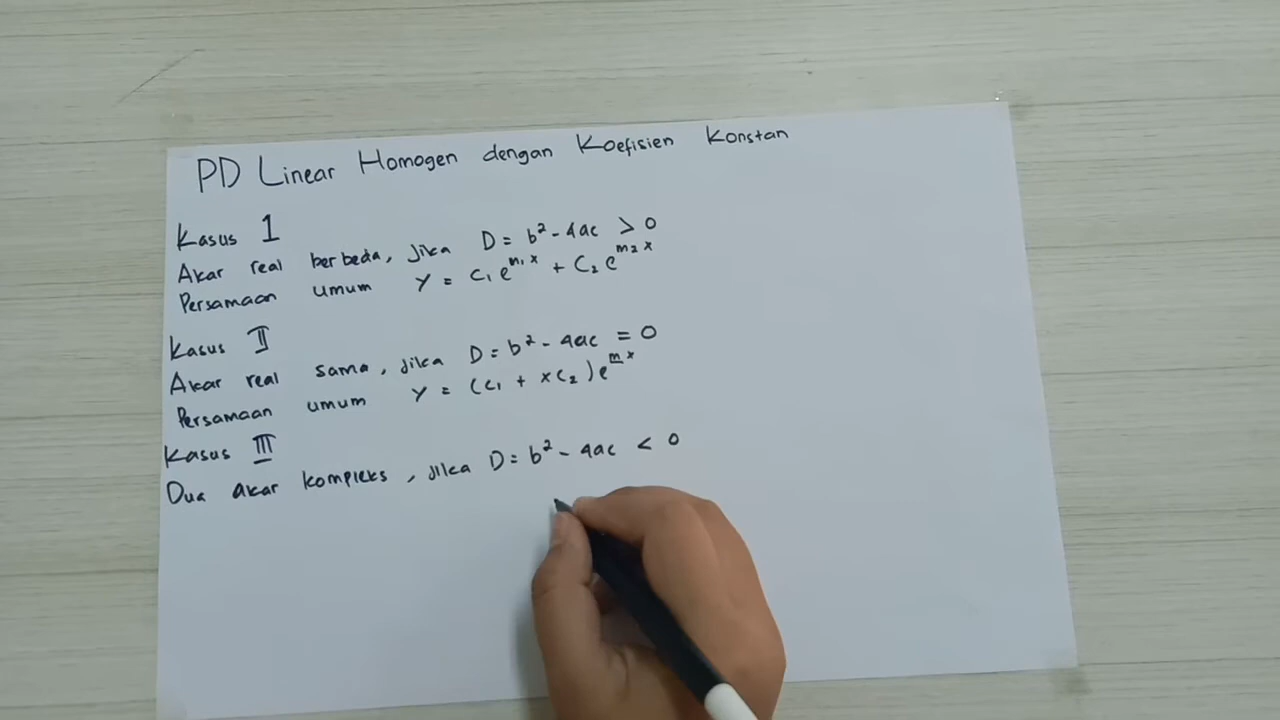 PD Linear Homogen dengan Koefisien Konstan
Kasus I
Akar real berbeda, Jika D = b² - 4ac > 0
Persamaan umum Y = C₁e^m₁x + C₂e^m₂x
Kasus II
Akar real sama, Jika D = b² - 4ac = 0
Persamaan umum Y = (C₁ + xC₂)e^mx
Kasus III
Dua akar kompleks, Jika D = b² - 4ac < 0